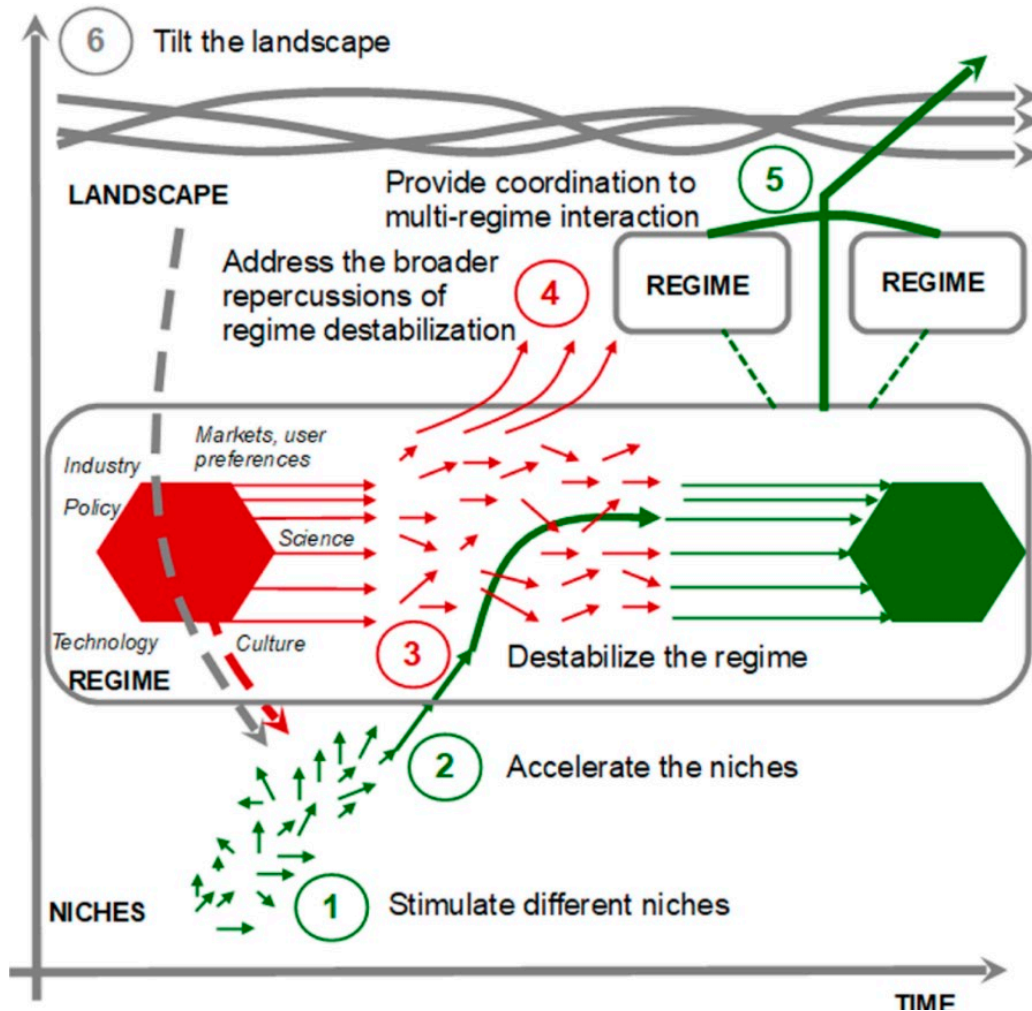 6 Tilt the landscape
LANDSCAPE
Provide coordination to
multi-regime interaction
5
Address the broader
repercussions of
regime destabilization
4
REGIME
REGIME
Markets, user
preferences
Industry
Policy
Science
Technology
Culture
REGIME
3 Destabilize the regime
2 Accelerate the niches
1 Stimulate different niches
NICHES
TIME